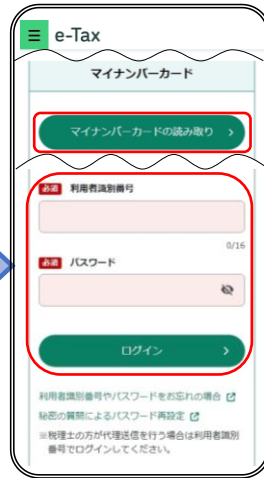 e-Tax
マイナンバーカード
マイナンバーカードの読み取り
必須 利用者識別番号
0/16
必須 パスワード
ログイン
利用者識別番号やパスワードをお忘れの場合
秘密の質問によるパスワード再設定
※税理士の方が代理送信を行う場合は利用者識別
番号でログインしてください。